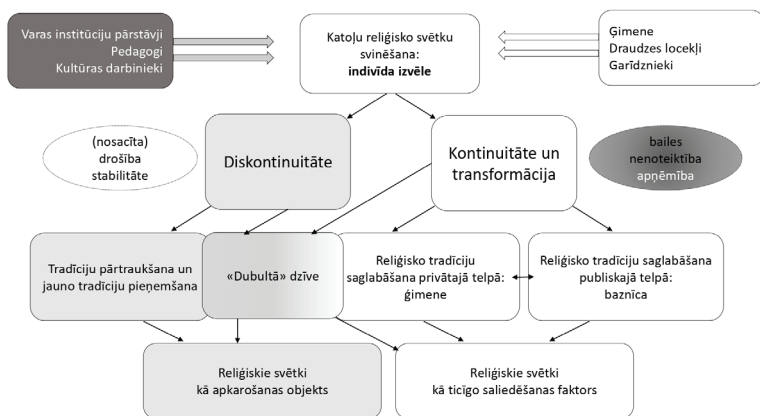 Varas institūciju pārstāvji
Pedagogi
Kultūras darbinieki
Katoļu reliģisko svētku
svinēšana:
indivīda izvēle
Ģimene
Draudzes locekļi
Garīdznieki
(nosacīta)
drošība
stabilitāte
Diskontinuitāte
Kontinuitāte un
transformācija
bailes
nenoteiktība
apņēmība
Tradīciju pārtraukšana un
jauno tradīciju pieņemšana
«Dubultā» dzīve
Reliģisko tradīciju
saglabāšana privātajā telpā:
ģimene
Reliģisko tradīciju saglabāšana
publiskajā telpā:
baznīca
Reliģiskie svētki
kā apkarošanas objekts
Reliģiskie svētki
kā ticīgo saliedēšanas faktors